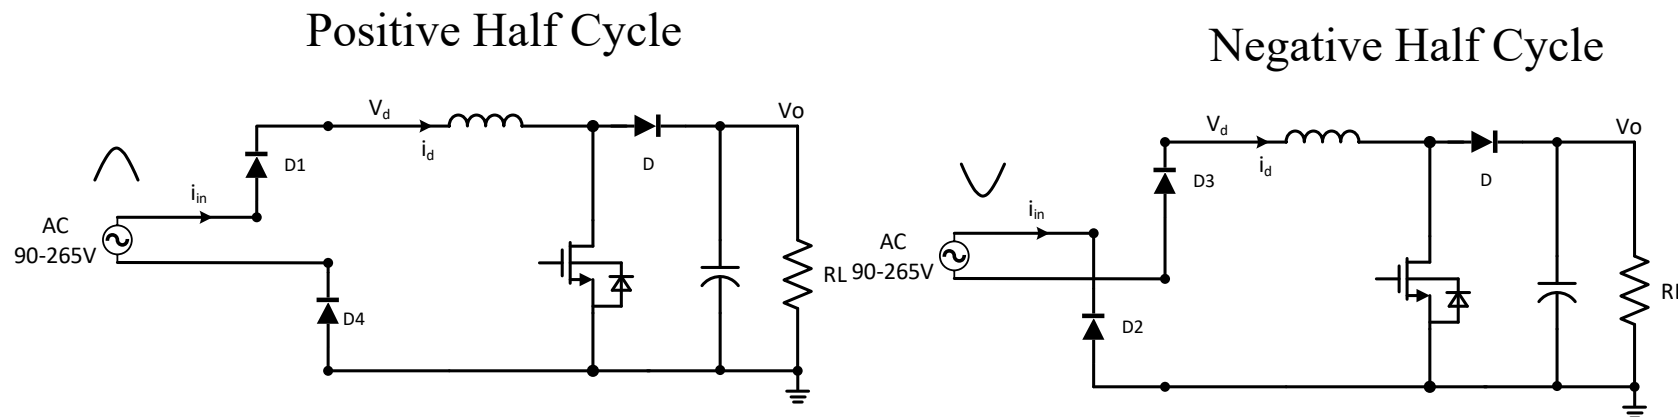 Positive Half Cycle
Vd
id
D1
iin
AC
90-265V
D4
D
Vo
RL
Negative Half Cycle
Vd
id
D3
iin
AC
90-265V
D2
D
Vo